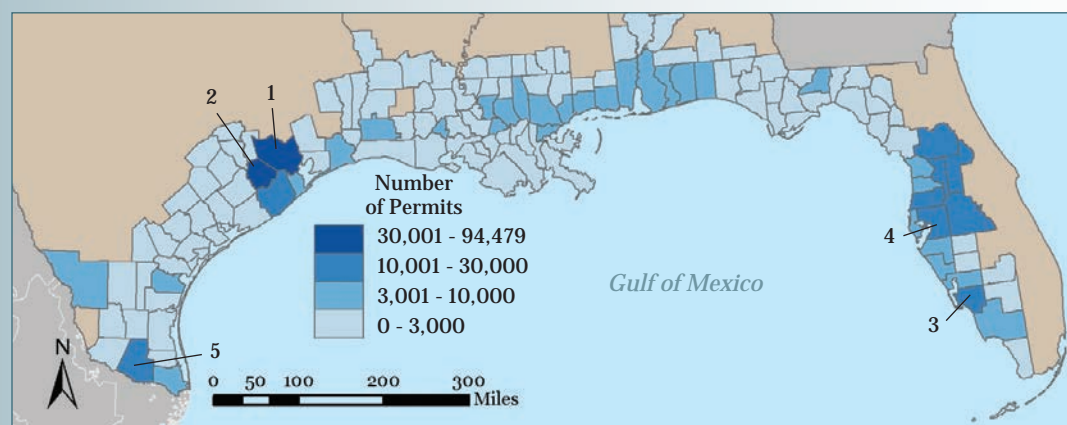 2
1
Number
of Permits
30,001 - 94,479
10,001 - 30,000
3,001 - 10,000
0 - 3,000
Gulf of Mexico
4
3
5
N
0 50 100 200 300
Miles